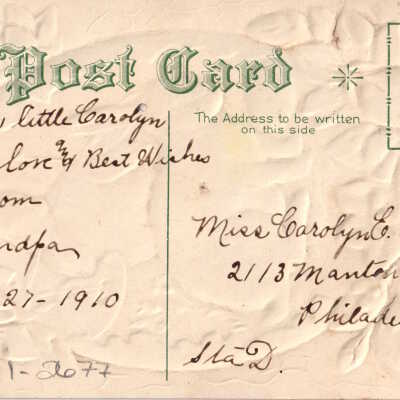 Post Card
little Carolyn
love & Best Wishes
om
ndpa
27-1910
1-2677
The Address to be written
on this side
Miss Carolyn E.
2113 Manton
Philade
Sta D.